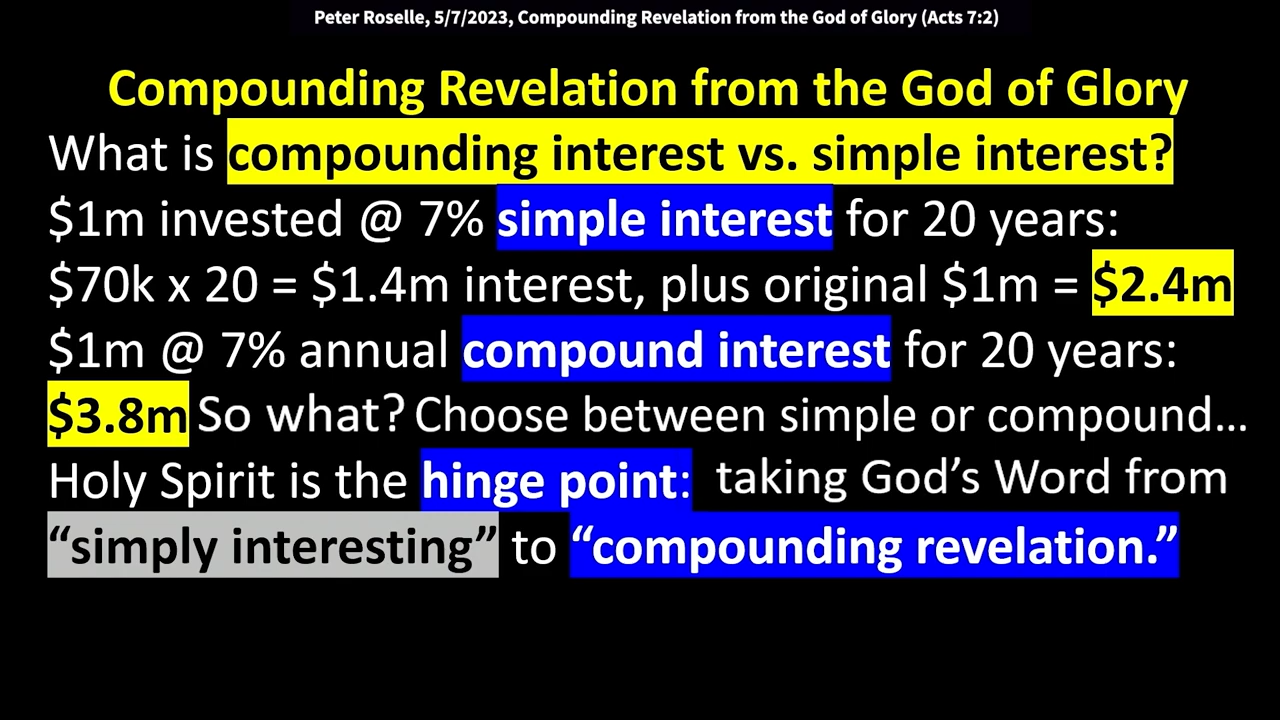 Peter Roselle, 5/7/2023, Compounding Revelation from the God of Glory (Acts 7:2)
Compounding Revelation from the God of Glory
What is compounding interest vs. simple interest?
$1m invested @ 7% simple interest for 20 years:
$70k x 20 = $1.4m interest, plus original $1m = $2.4m
$1m @ 7% annual compound interest for 20 years:
$3.8m So what? Choose between simple or compound…
Holy Spirit is the hinge point: taking God’s Word from
“simply interesting” to “compounding revelation.”